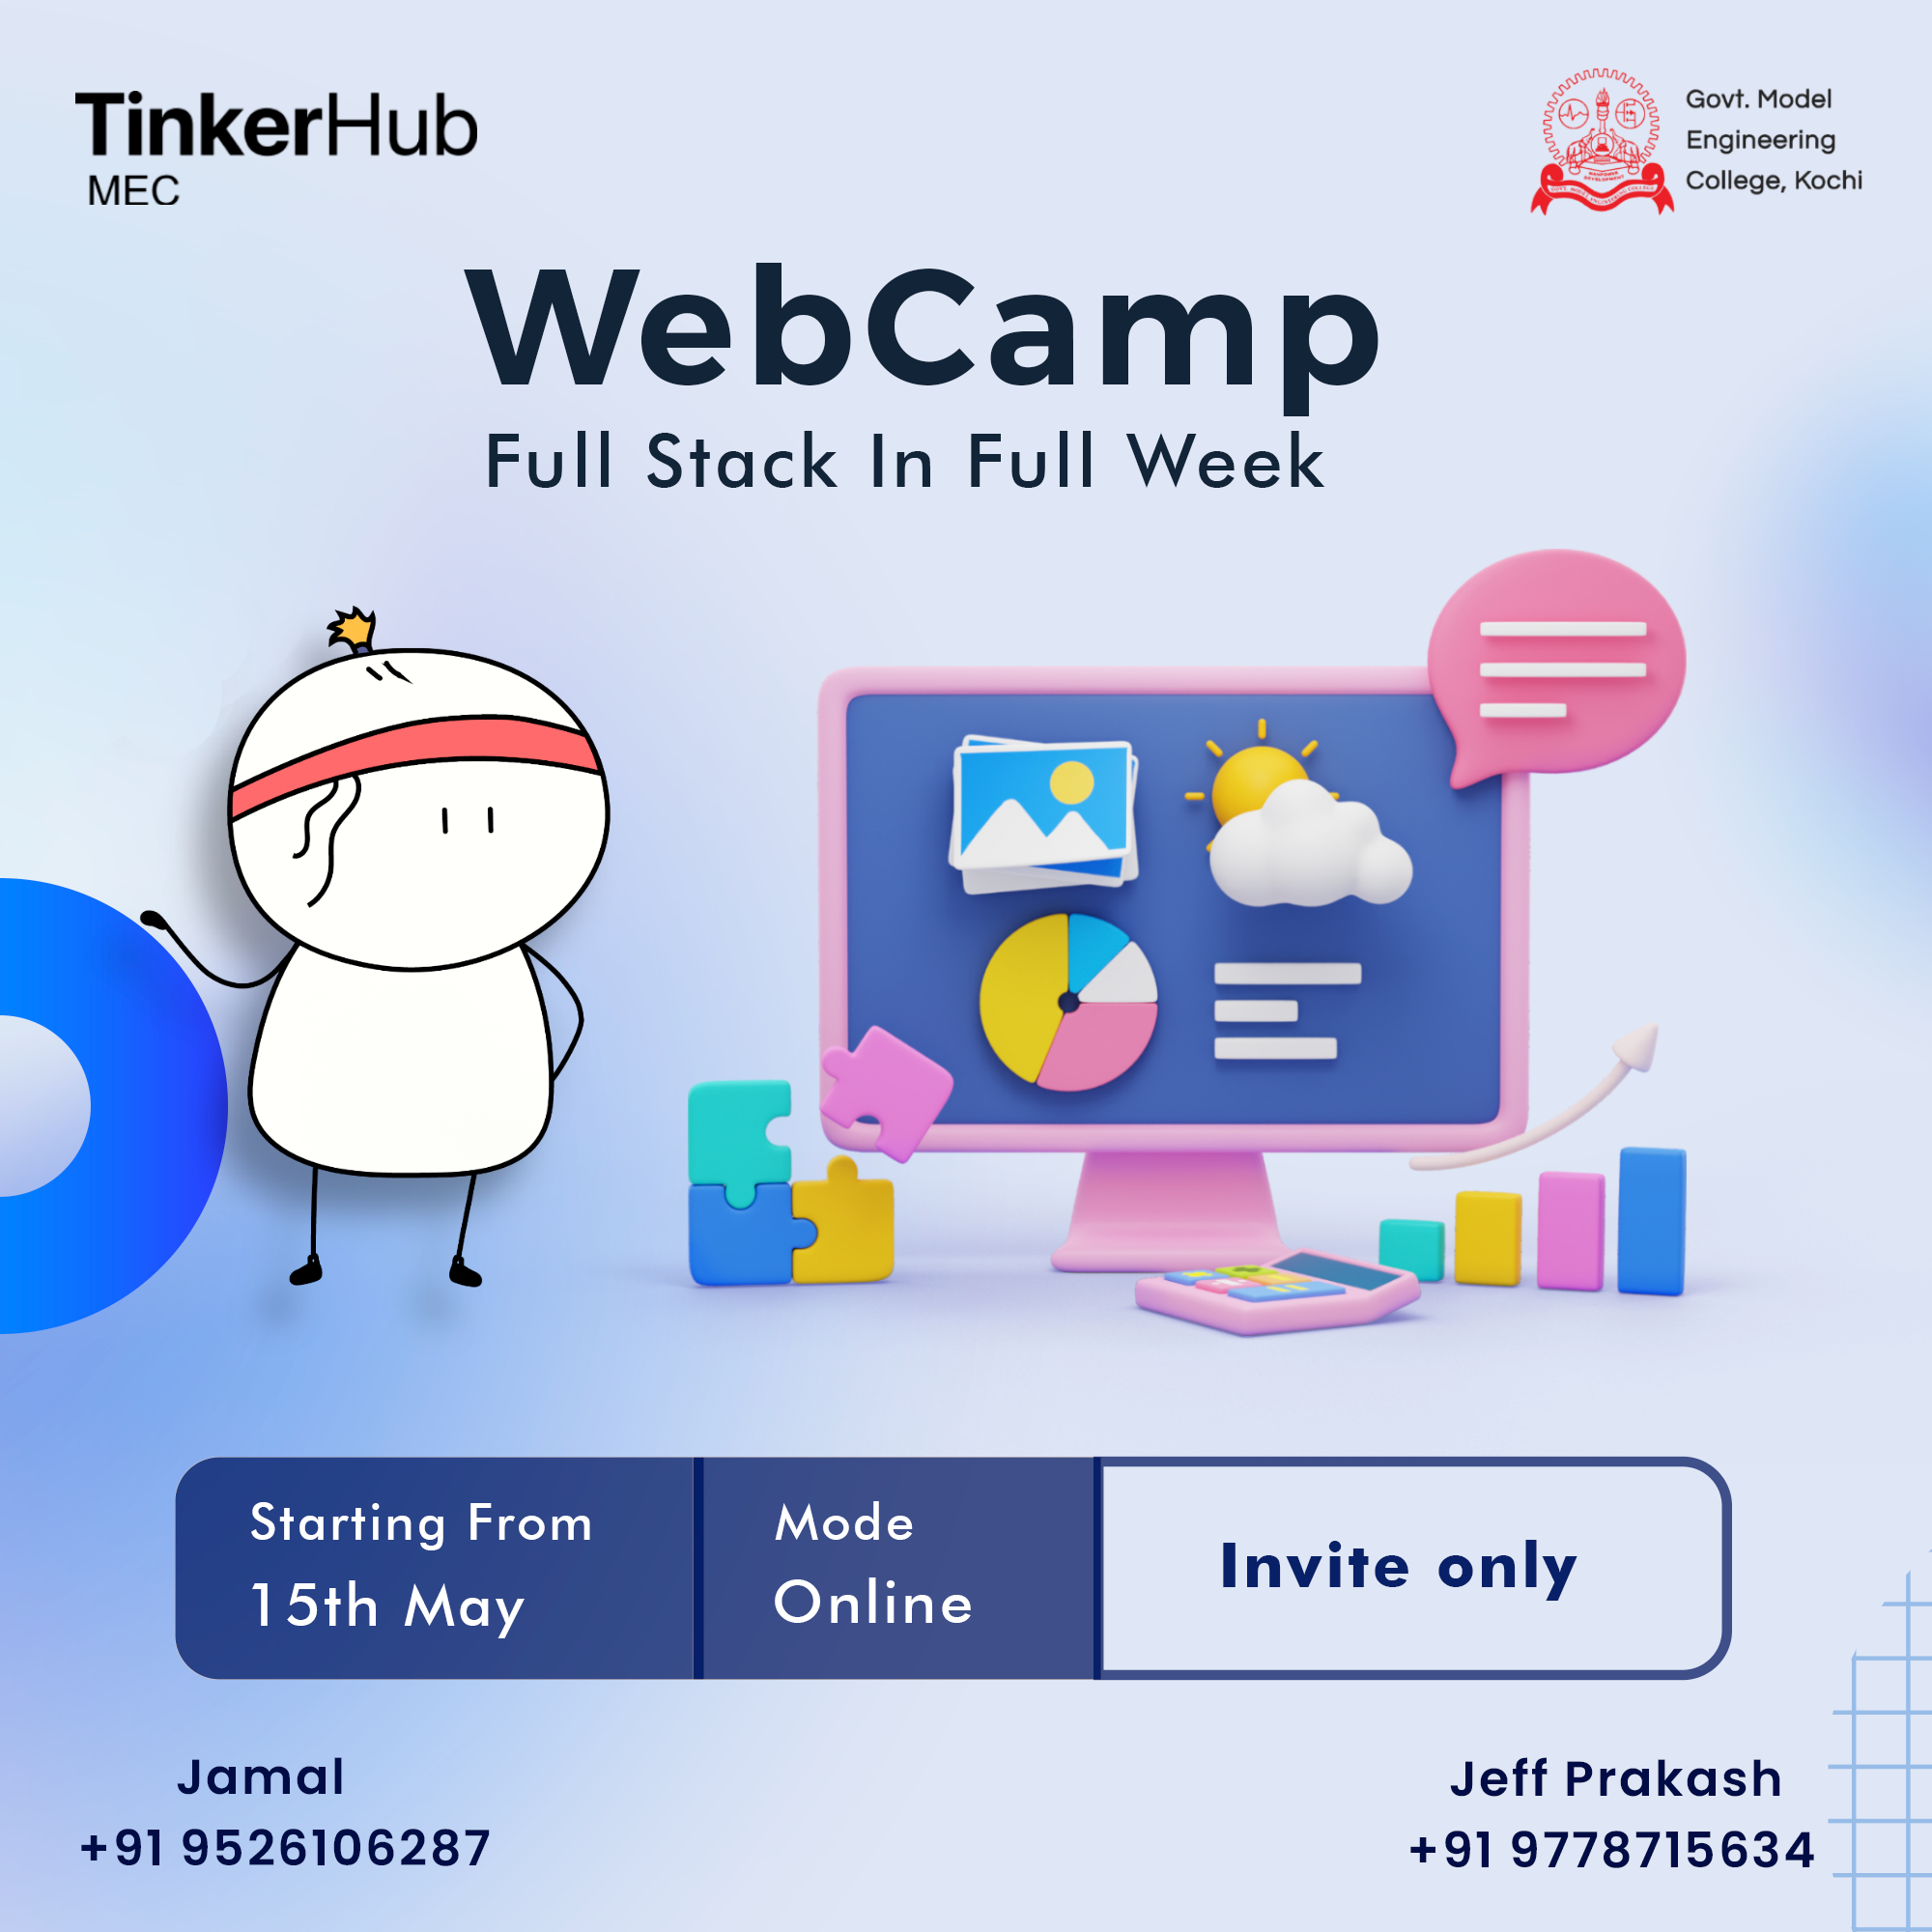 TinkerHub
MEC
Govt. Model
Engineering
College, Kochi
WebCamp
Full Stack In Full Week
Starting From
15th May
Mode
Online
Invite only
Jamal
+91 9526106287
Jeff Prakash
+91 9778715634